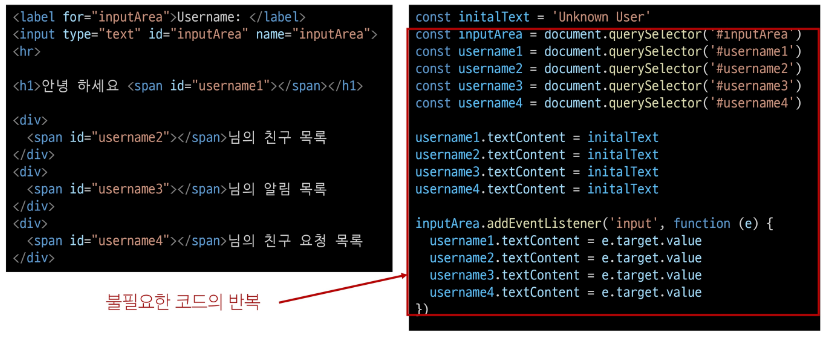 <label for="inputArea">Username: </label>
<input type="text" id="inputArea" name="inputArea">
<hr>
<h1>안녕 하세요 <span id="username1"></span></h1>
<div>
  <span id="username2"></span>님의 친구 목록
</div>
<div>
  <span id="username3"></span>님의 알림 목록
</div>
<div>
  <span id="username4"></span>님의 친구 요청 목록
</div>
불필요한 코드의 반복
const initalText = 'Unknown User'
const inputArea = document.querySelector('#inputArea')
const username1 = document.querySelector('#username1')
const username2 = document.querySelector('#username2')
const username3 = document.querySelector('#username3')
const username4 = document.querySelector('#username4')
username1.textContent = initalText
username2.textContent = initalText
username3.textContent = initalText
username4.textContent = initalText
inputArea.addEventListener('input', function (e) {
  username1.textContent = e.target.value
  username2.textContent = e.target.value
  username3.textContent = e.target.value
  username4.textContent = e.target.value
})